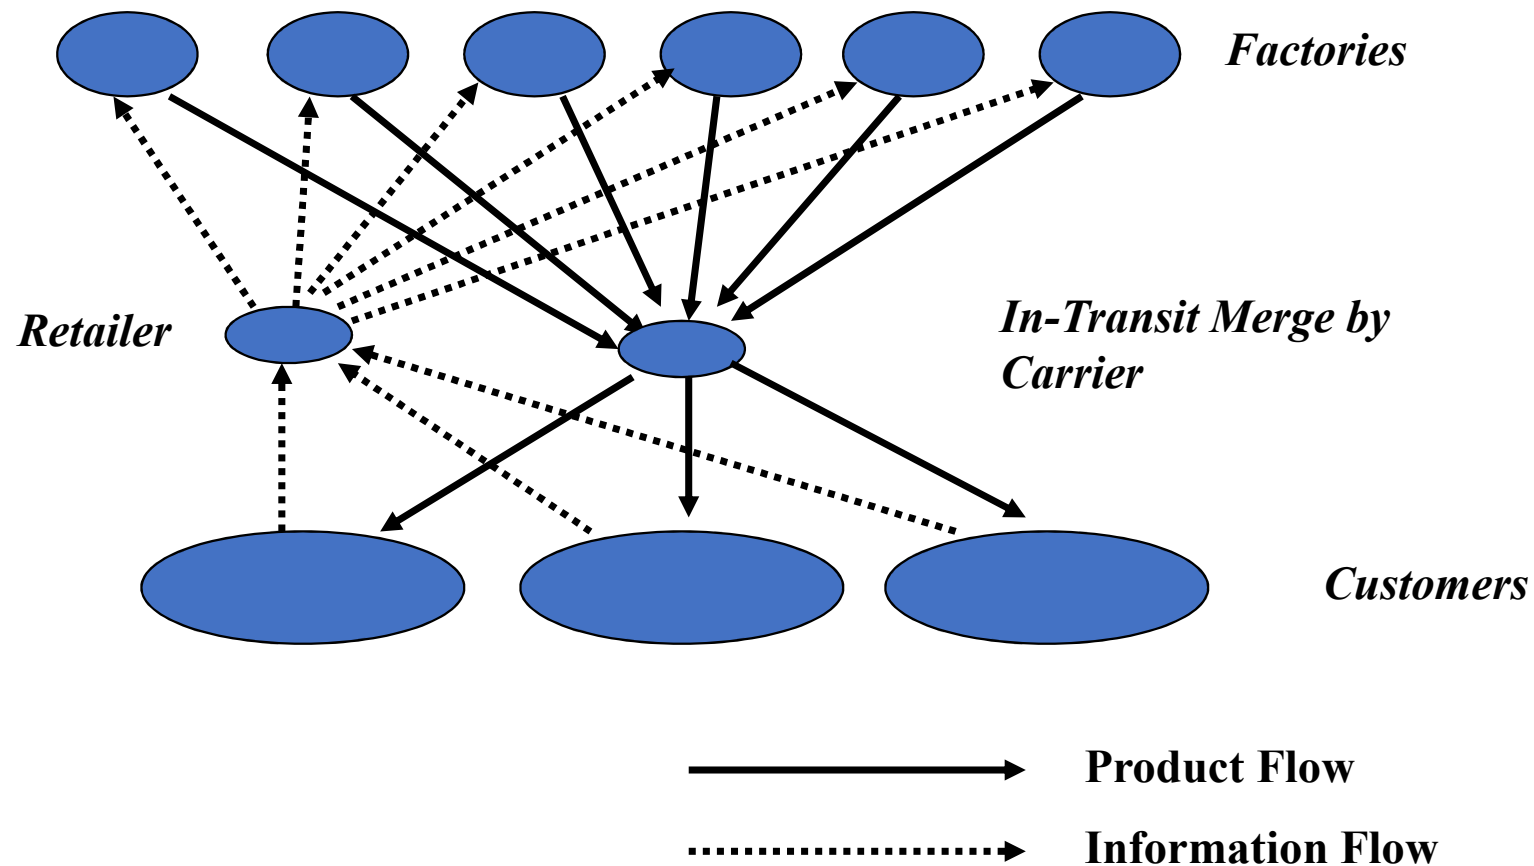 Factories
Retailer
In-Transit Merge by
Carrier
Customers
Product Flow
Information Flow